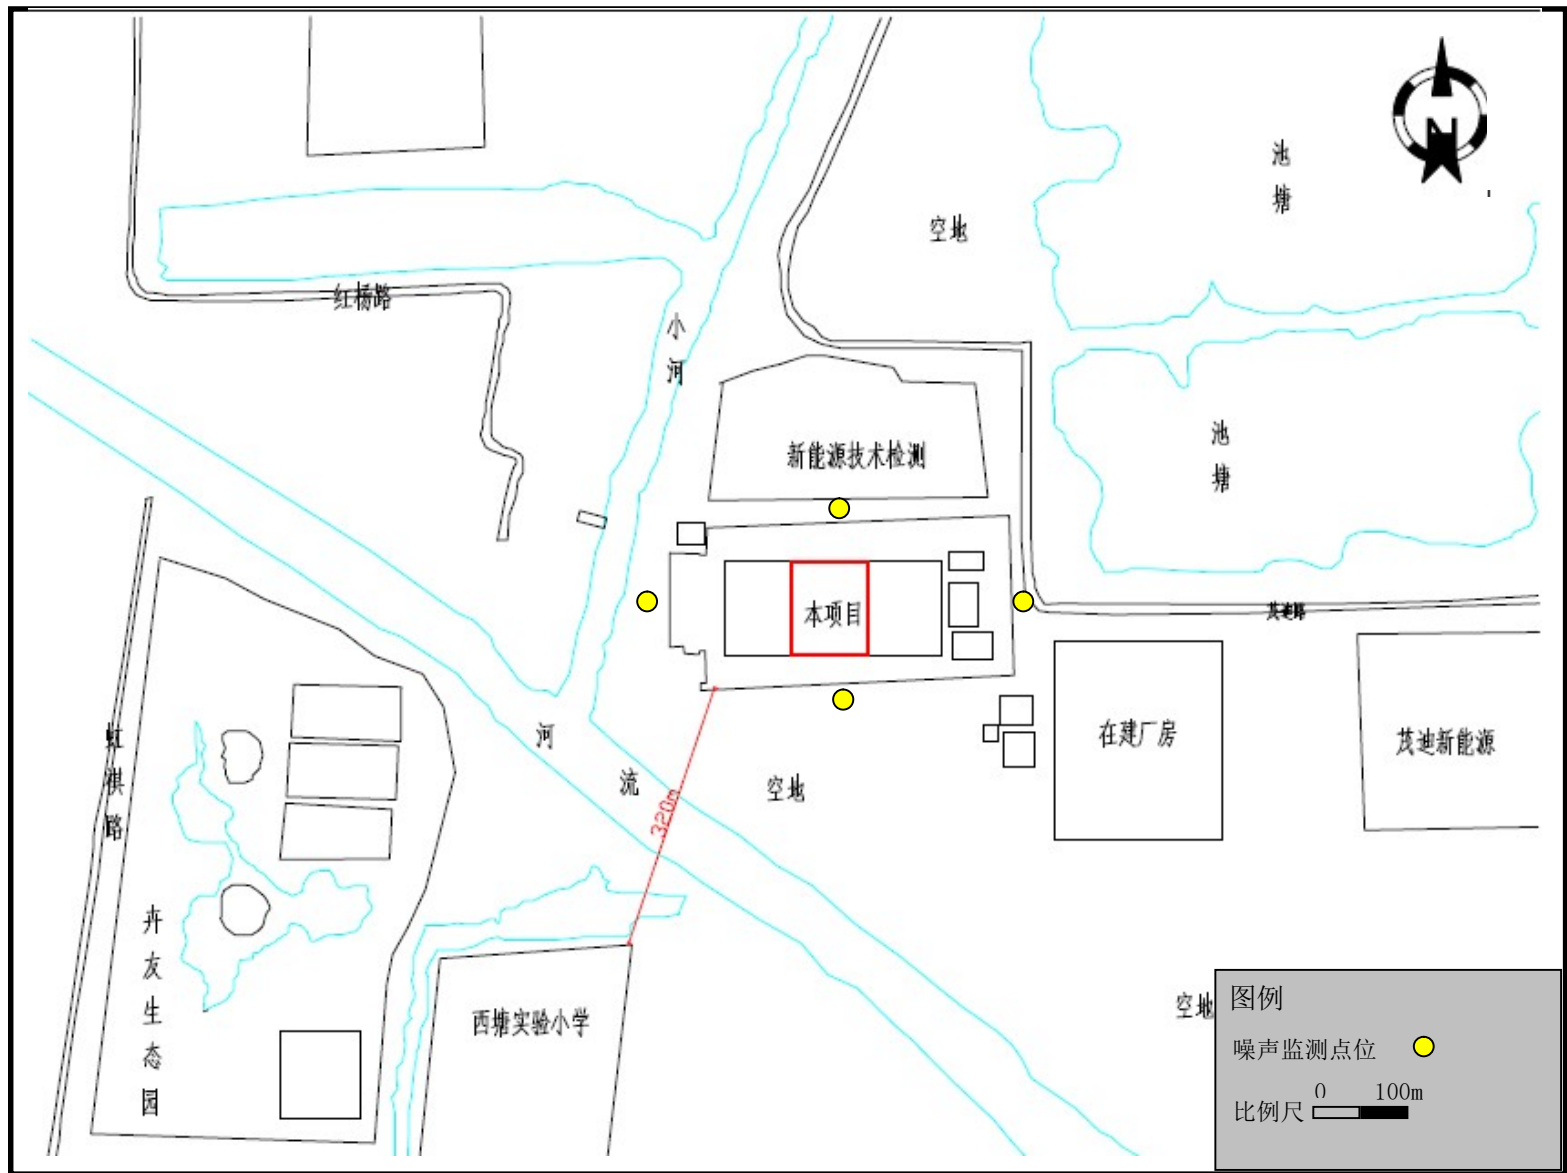 N
池塘
空地
红杨路
小河
池塘
新能源技术检测
本项目
茂迪路
虹祺路
河流
在建厂房
茂迪新能源
空地
320m
卉友生态园
西塘实验小学
空地
图例
噪声监测点位
0 100m
比例尺